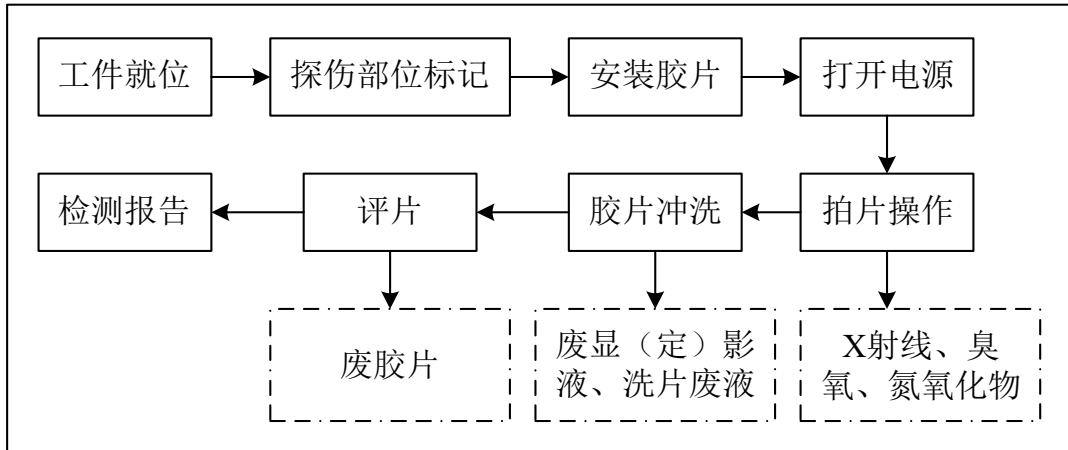 工件就位
探伤部位标记
安装胶片
打开电源
检测报告
评片
胶片冲洗
拍片操作
废胶片
废显（定）影
液、洗片废液
X射线、臭
氧、氮氧化物